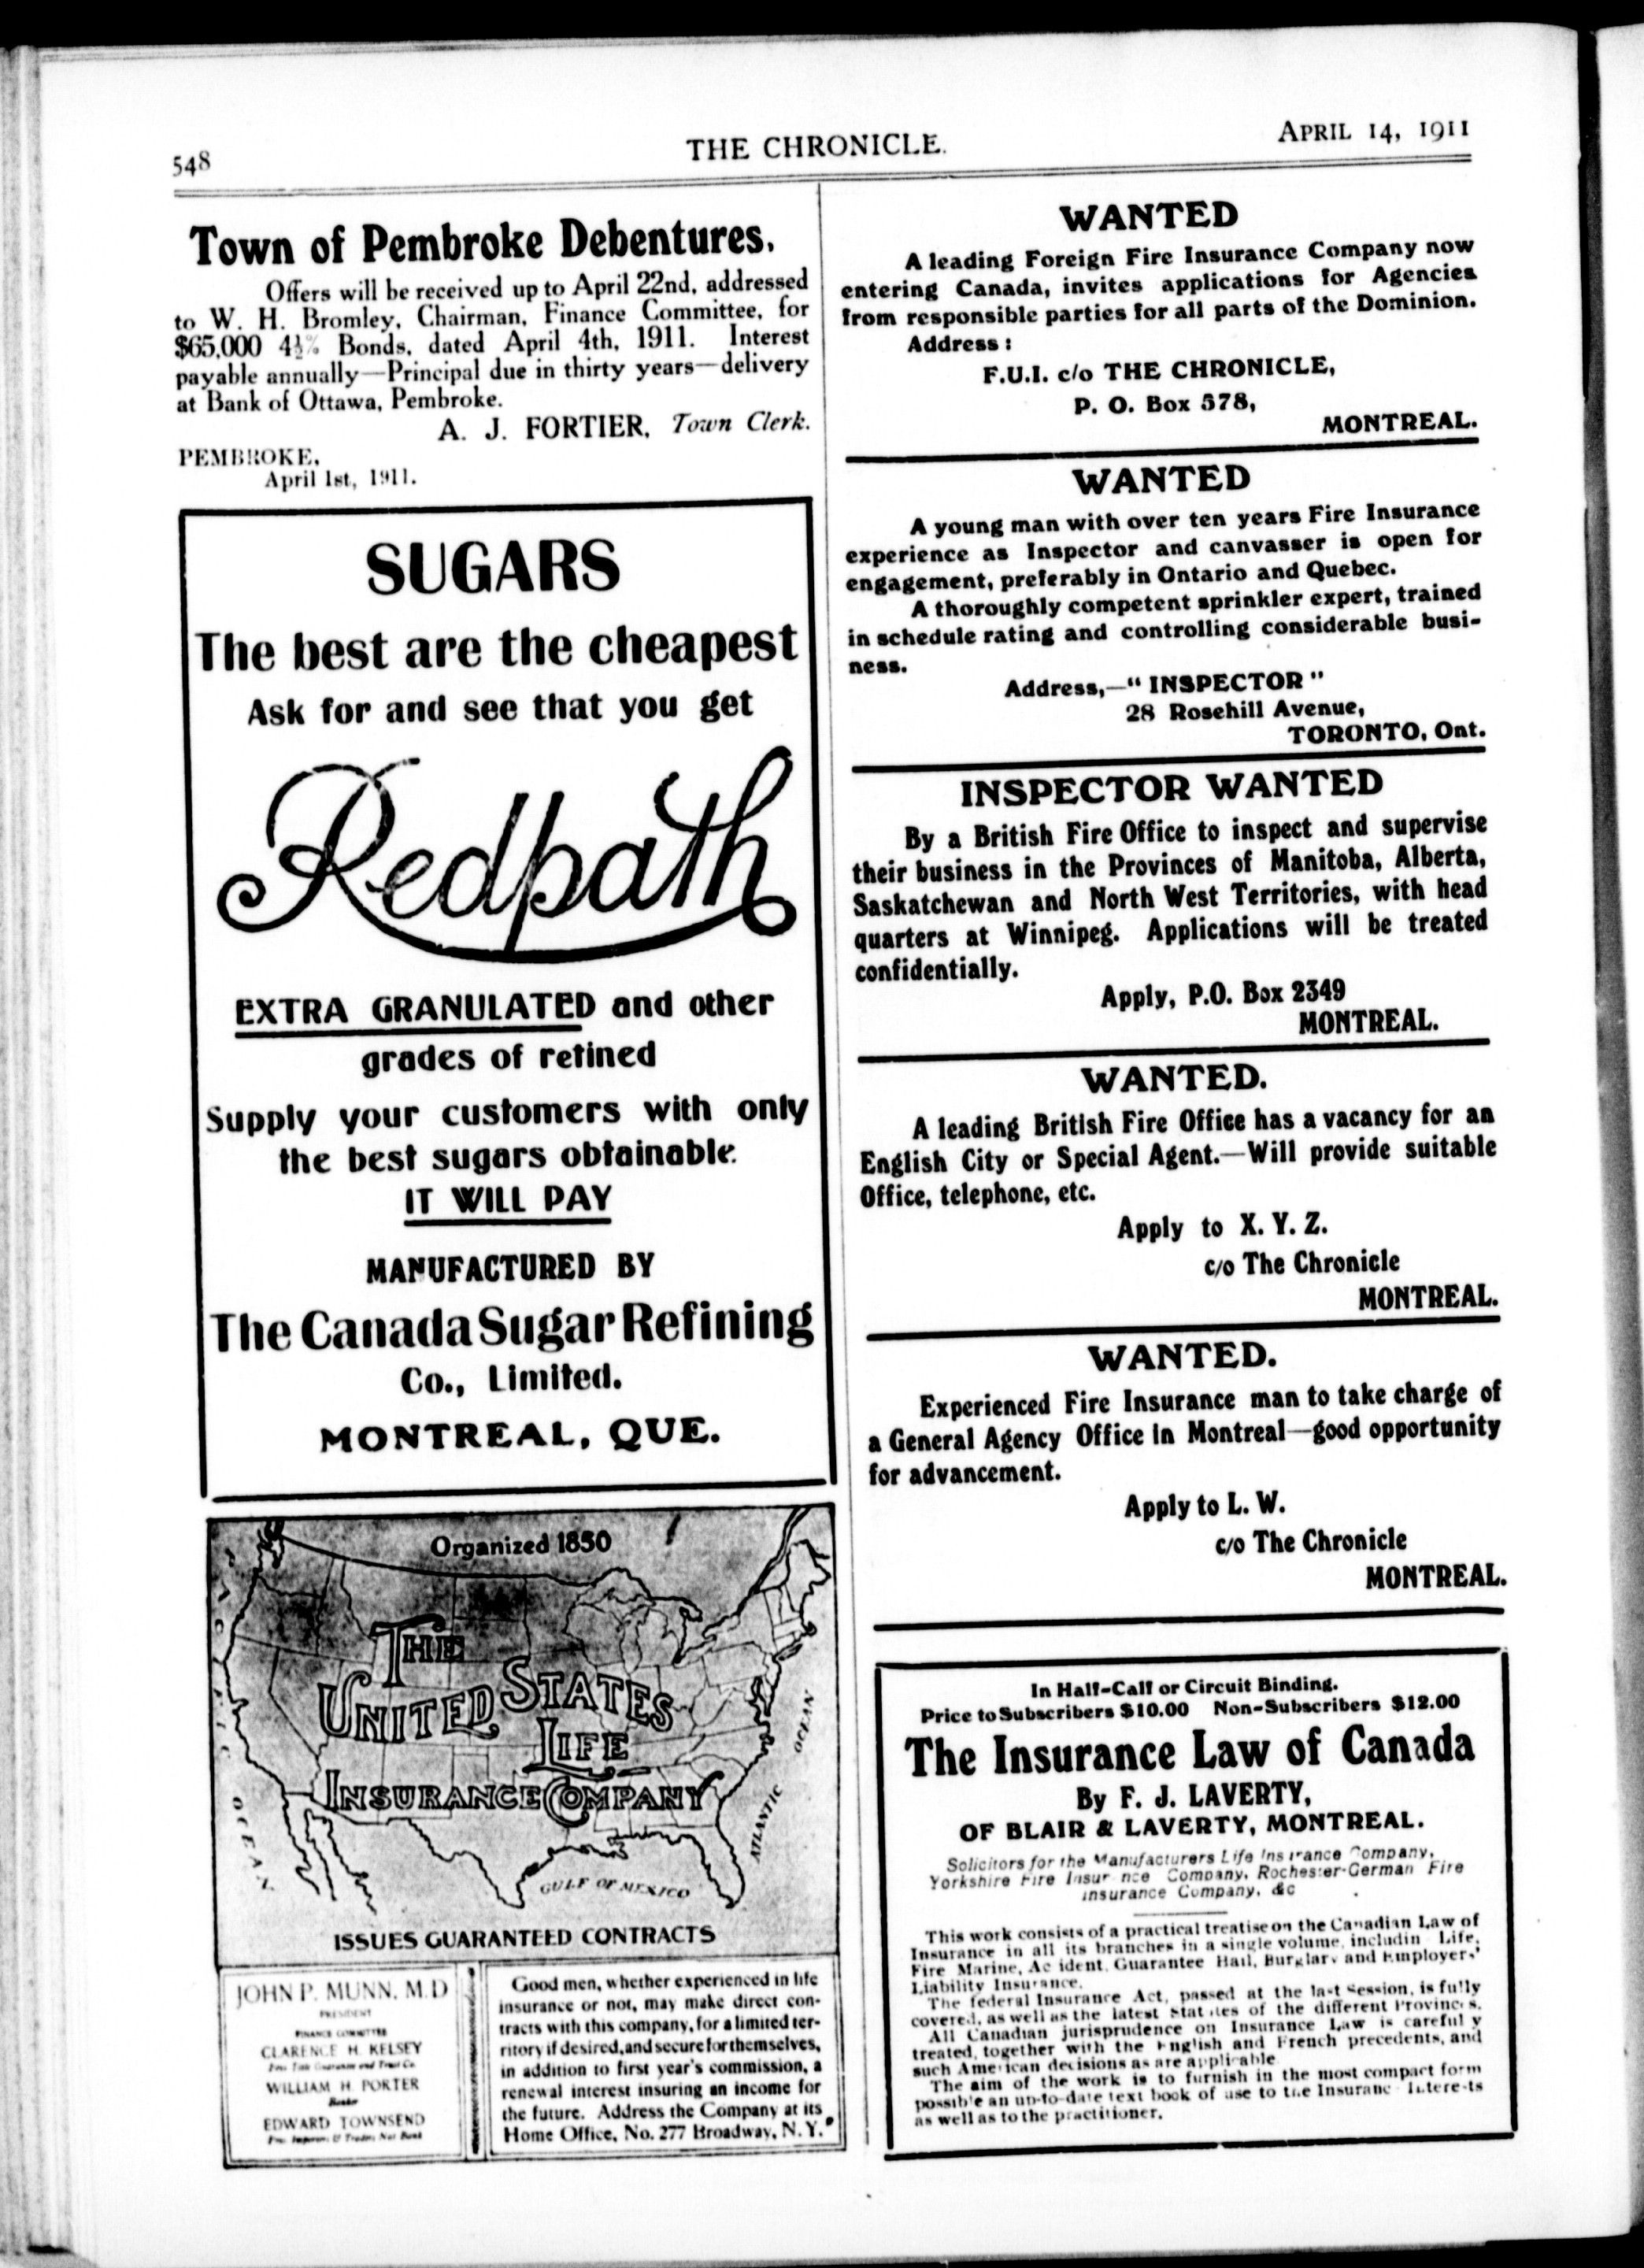 548
THE CHRONICLE.
APRIL 14, 1911
Town of Pembroke Debentures.
Offers will be received up to April 22nd, addressed
to W. H. Bromley, Chairman, Finance Committee, for
$65,000 4½% Bonds, dated April 4th, 1911. Interest
payable annually—Principal due in thirty years—delivery
at Bank of Ottawa, Pembroke.
A. J. FORTIER, Town Clerk.
PEMBROKE,
April 1st, 1911.
SUGARS
The best are the cheapest
Ask for and see that you get
Redpath
EXTRA GRANULATED and other
grades of refined
Supply your customers with only
the best sugars obtainable.
IT WILL PAY
MANUFACTURED BY
The Canada Sugar Refining
Co., Limited.
MONTREAL, QUE.
Organized 1850
THE
UNITED STATES
LIFE
INSURANCE COMPANY
OCEAN
ATLANTIC
OCEAN
GULF OF MEXICO
ISSUES GUARANTEED CONTRACTS
JOHN P. MUNN, M.D
PRESIDENT
FINANCE COMMITTEE
CLARENCE H. KELSEY
Pres. Title Guarantee and Trust Co.
WILLIAM H. PORTER
Banker
EDWARD TOWNSEND
Pres. Importers & Traders Nat. Bank
Good men, whether experienced in life
insurance or not, may make direct con-
tracts with this company, for a limited ter-
ritory if desired, and secure for themselves,
in addition to first year's commission, a
renewal interest insuring an income for
the future. Address the Company at its
Home Office, No. 277 Broadway, N.Y.
WANTED
A leading Foreign Fire Insurance Company now
entering Canada, invites applications for Agencies
from responsible parties for all parts of the Dominion.
Address :
F.U.I. c/o THE CHRONICLE,
P. O. Box 578,
MONTREAL.
WANTED
A young man with over ten years Fire Insurance
experience as Inspector and canvasser is open for
engagement, preferably in Ontario and Quebec.
A thoroughly competent sprinkler expert, trained
in schedule rating and controlling considerable busi-
ness.
Address,—" INSPECTOR "
28 Rosehill Avenue,
TORONTO, Ont.
INSPECTOR WANTED
By a British Fire Office to inspect and supervise
their business in the Provinces of Manitoba, Alberta,
Saskatchewan and North West Territories, with head
quarters at Winnipeg. Applications will be treated
confidentially.
Apply, P.O. Box 2349
MONTREAL.
WANTED.
A leading British Fire Office has a vacancy for an
English City or Special Agent.—Will provide suitable
Office, telephone, etc.
Apply to X. Y. Z.
c/o The Chronicle
MONTREAL.
WANTED.
Experienced Fire Insurance man to take charge of
a General Agency Office in Montreal—good opportunity
for advancement.
Apply to L. W.
c/o The Chronicle
MONTREAL.
In Half-Calf or Circuit Binding.
Price to Subscribers $10.00 Non-Subscribers $12.00
The Insurance Law of Canada
By F. J. LAVERTY,
OF BLAIR & LAVERTY, MONTREAL.
Solicitors for the Manufacturers Life Insurance Company,
Yorkshire Fire Insurance Company, Rochester-German Fire
Insurance Company, &c
This work consists of a practical treatise on the Canadian Law of
Insurance in all its branches in a single volume, includin Life,
Fire Marine, Accident, Guarantee Hail, Burglary and Employers'
Liability Insurance.
The federal Insurance Act, passed at the last session, is fully
covered, as well as the latest Statutes of the different Provinces.
All Canadian jurisprudence on Insurance Law is carefully
treated, together with the English and French precedents, and
such American decisions as are applicable
The aim of the work is to furnish in the most compact form
possible an up-to-date text book of use to the Insurance Interests
as well as to the practitioner.